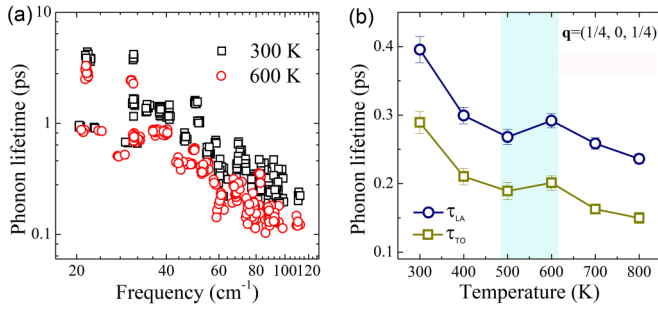 (a)
10
1
0.1
Phonon lifetime (ps)
300 K
600 K
20 40 60 80 100 120
Frequency (cm⁻¹)
(b)
q=(1/4, 0, 1/4)
0.4
0.3
0.2
0.1
Phonon lifetime (ps)
τLA
τTO
300 400 500 600 700 800
Temperature (K)